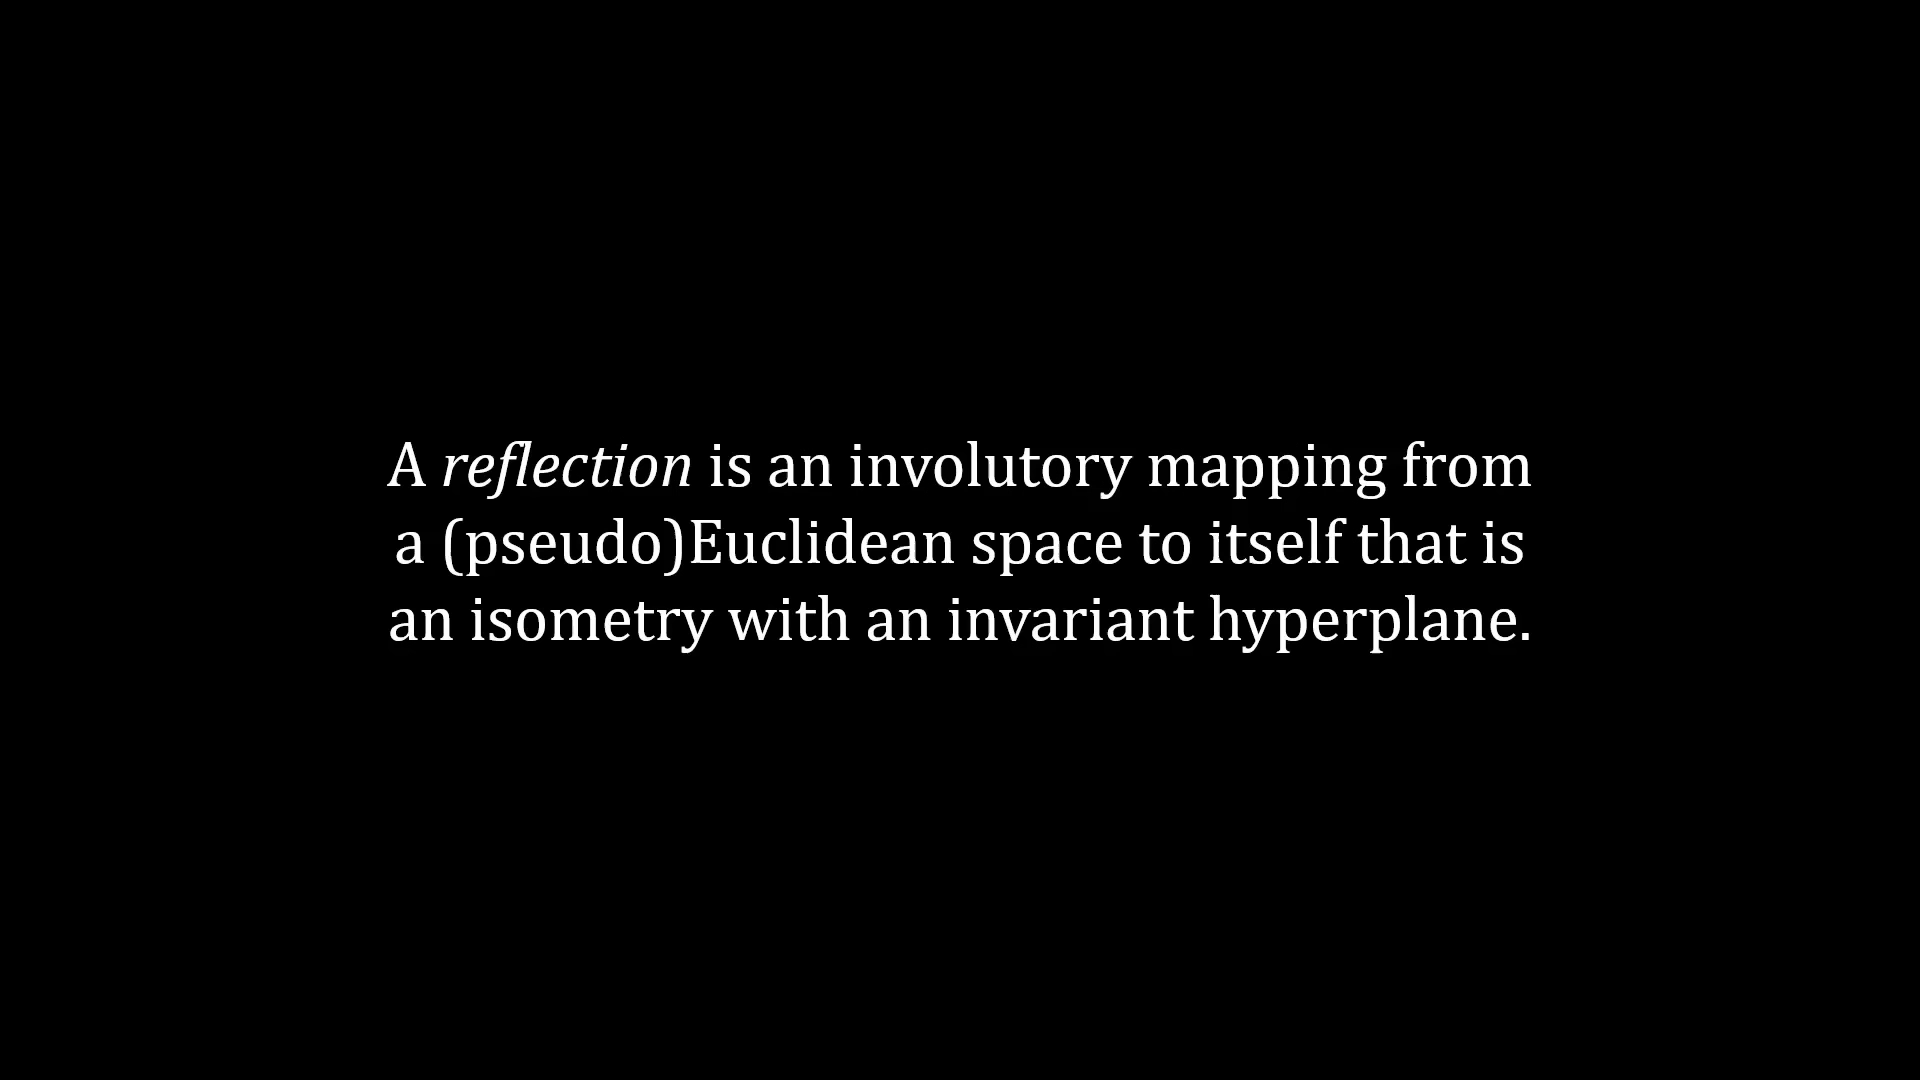 A reflection is an involutory mapping from
a (pseudo)Euclidean space to itself that is
an isometry with an invariant hyperplane.